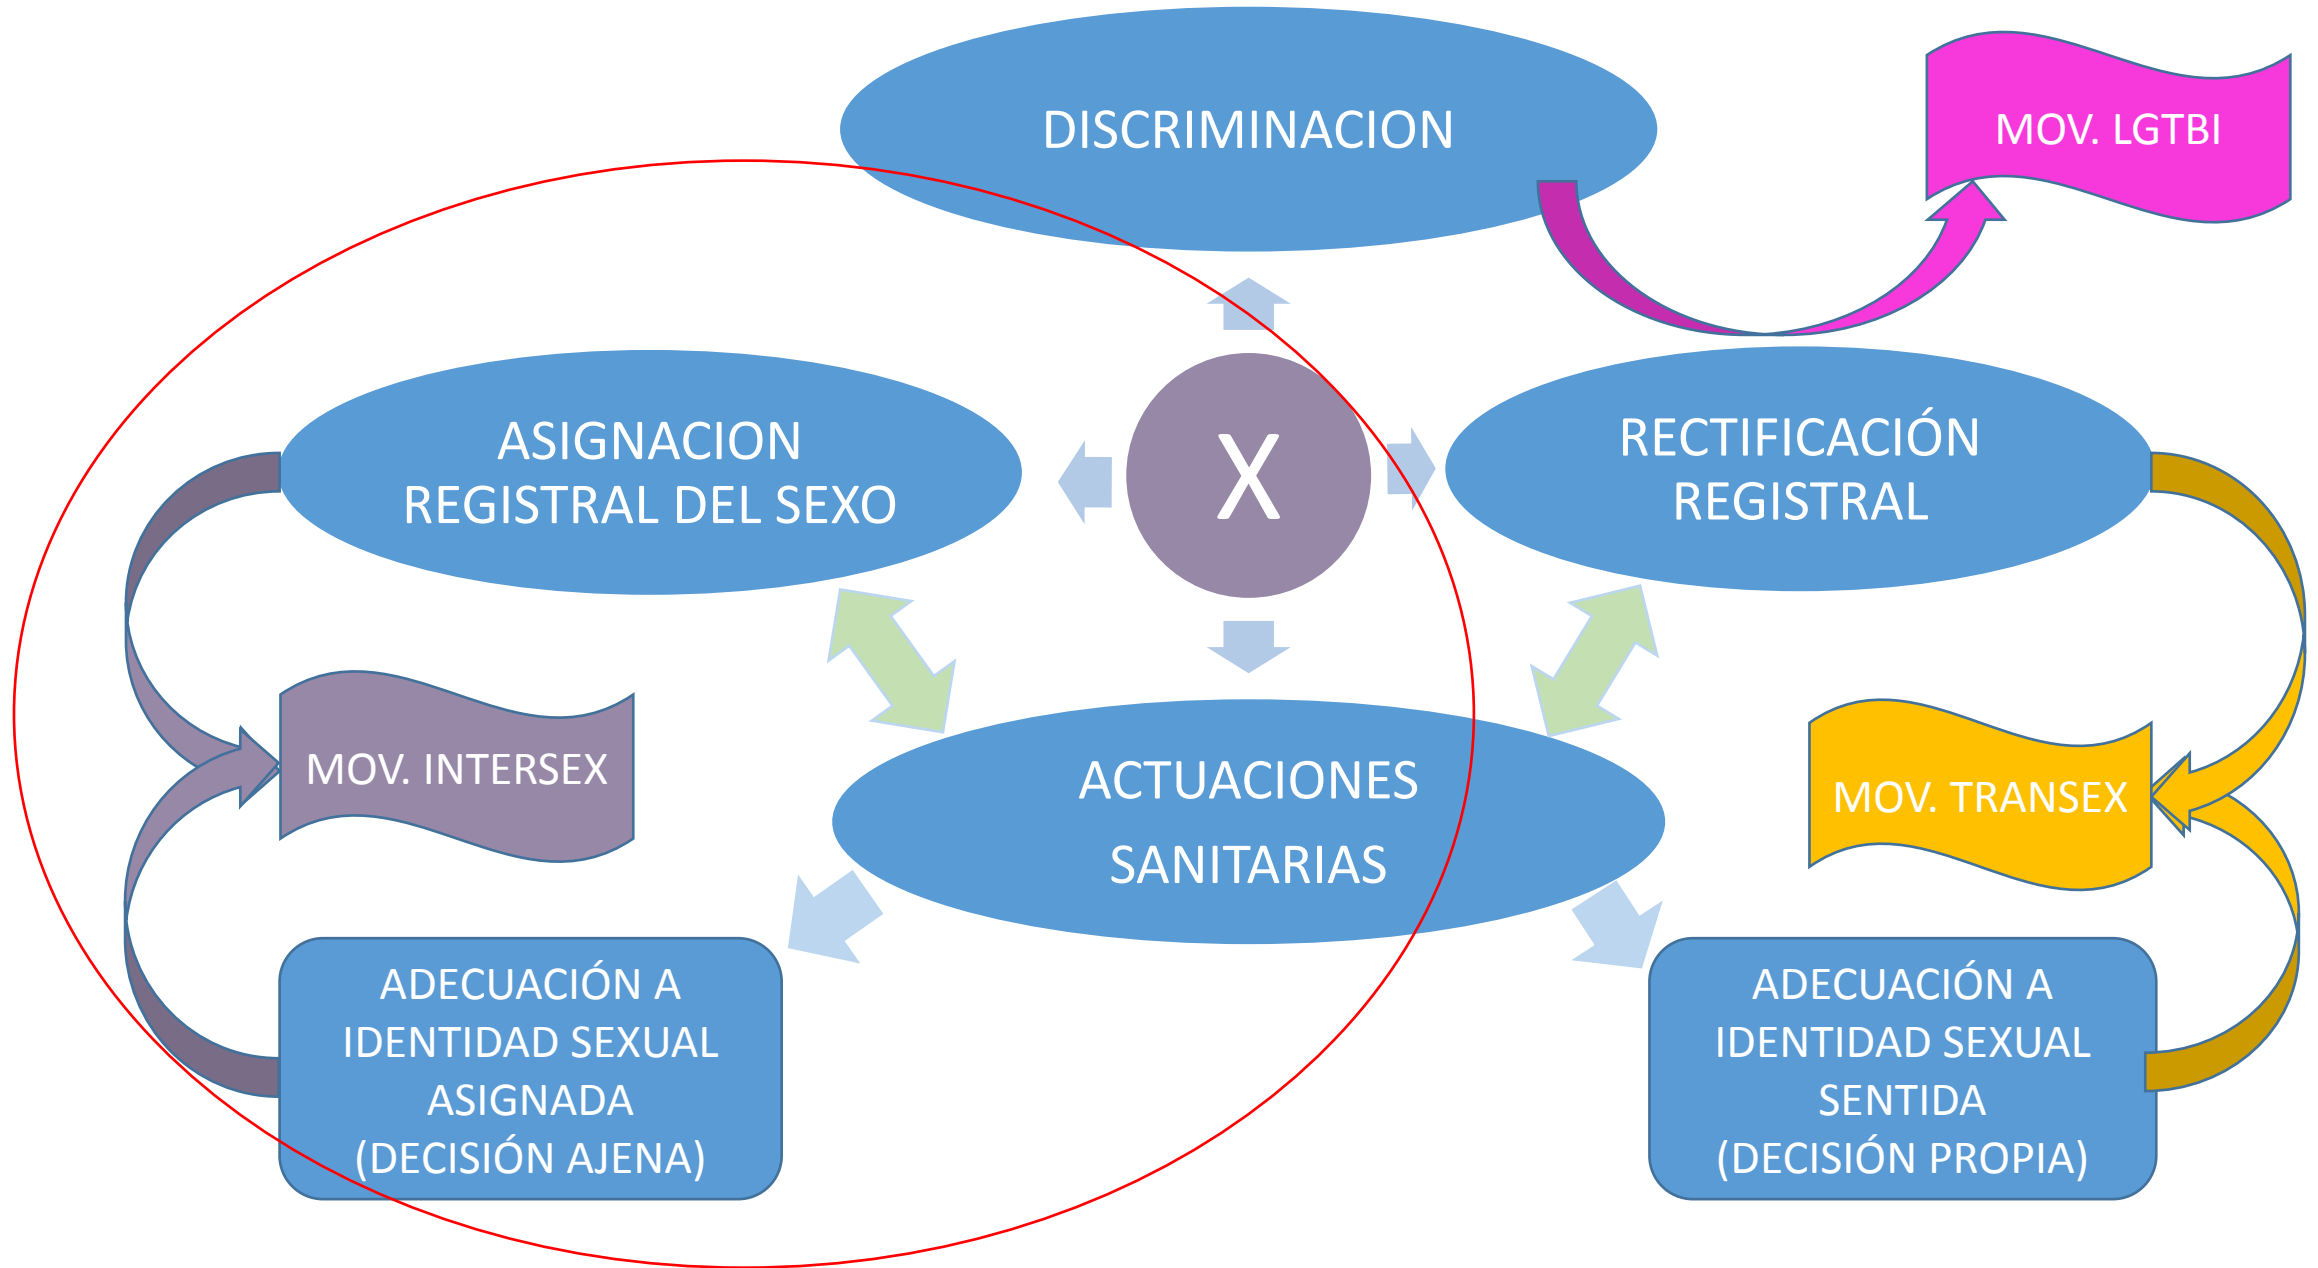 DISCRIMINACION
MOV. LGTBI
ASIGNACION
REGISTRAL DEL SEXO
X
RECTIFICACIÓN
REGISTRAL
MOV. INTERSEX
ACTUACIONES
SANITARIAS
MOV. TRANSEX
ADECUACIÓN A
IDENTIDAD SEXUAL
ASIGNADA
(DECISIÓN AJENA)
ADECUACIÓN A
IDENTIDAD SEXUAL
SENTIDA
(DECISIÓN PROPIA)